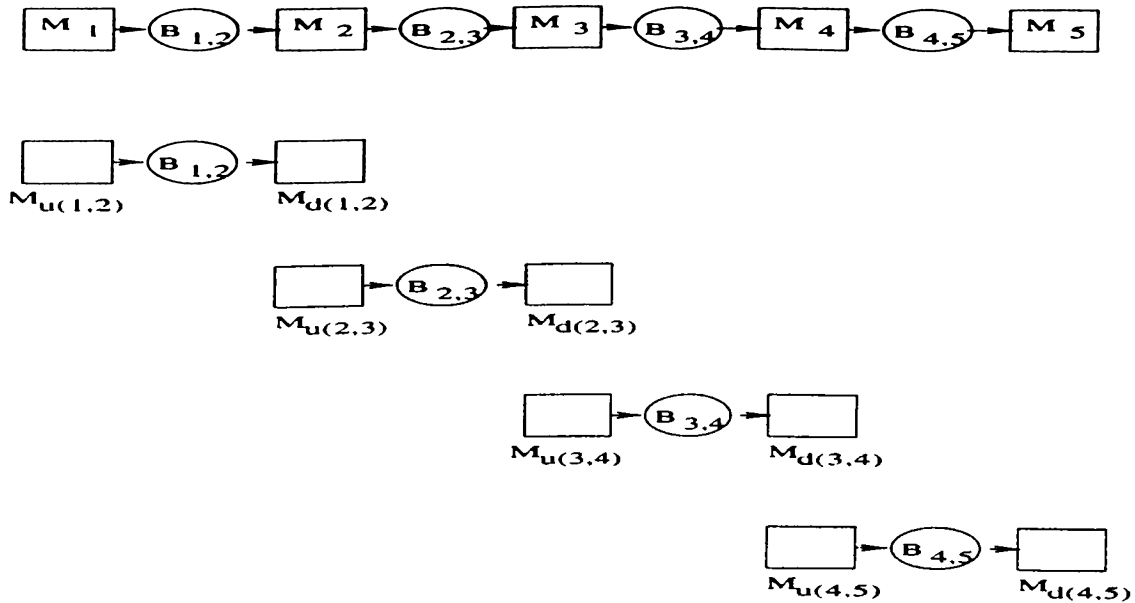 M 1 B 1,2 M 2 B 2,3 M 3 B 3,4 M 4 B 4,5 M 5
B 1,2
Mu(1,2) Md(1,2)
B 2,3
Mu(2,3) Md(2,3)
B 3,4
Mu(3,4) Md(3,4)
B 4,5
Mu(4,5) Md(4,5)